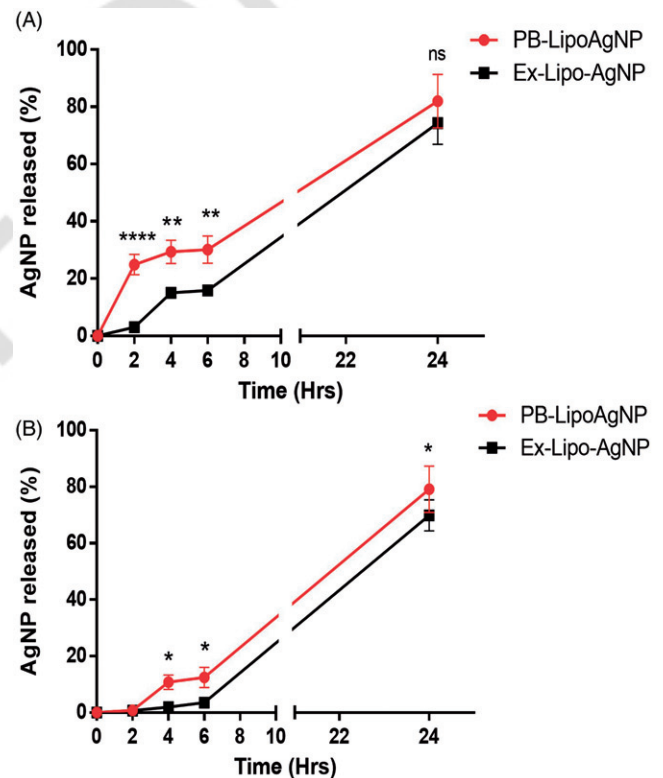 (A)
PB-LipoAgNP
Ex-Lipo-AgNP
AgNP released (%)
100
80
60
40
20
0
ns
****
**
**
0 2 4 6 8 10 22 24
Time (Hrs)
(B)
PB-LipoAgNP
Ex-Lipo-AgNP
AgNP released (%)
100
80
60
40
20
0
*
*
*
0 2 4 6 8 10 22 24
Time (Hrs)